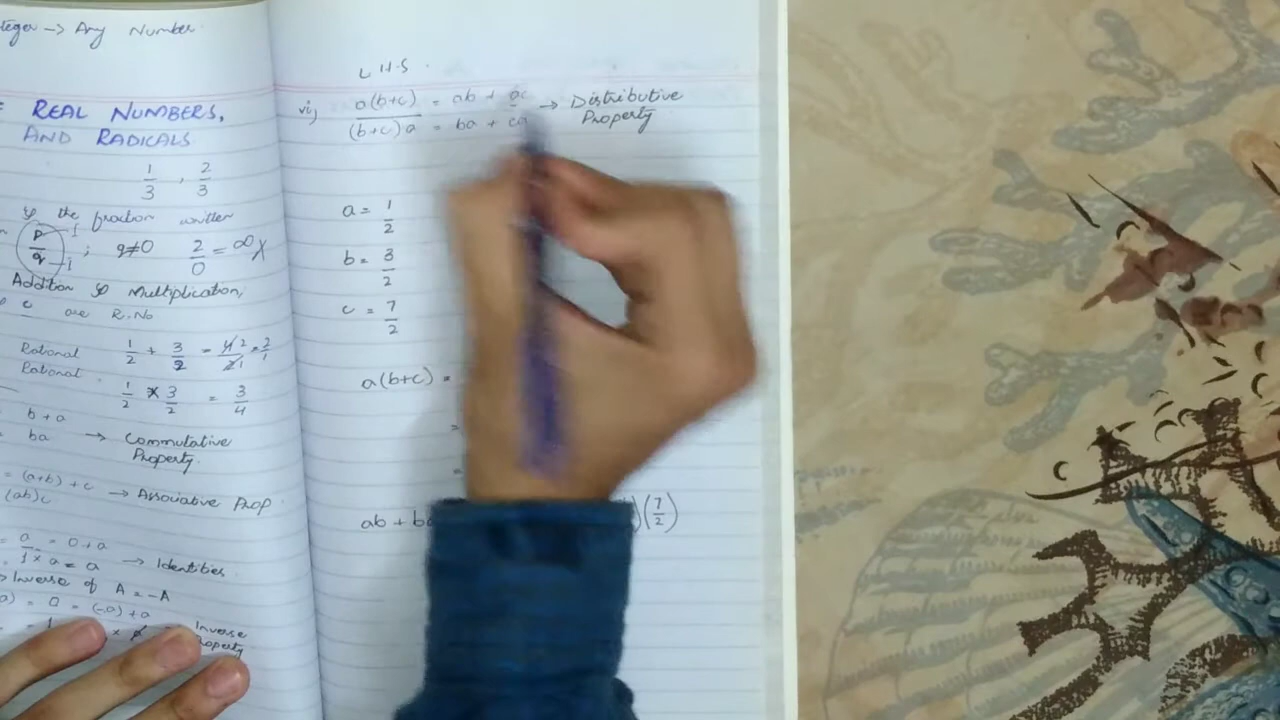 teger -> Any Number
REAL NUMBERS,
AND RADICALS
1/3 , 2/3
the fraction written
p/q ; q≠0 2/0 = ∞ X
Addition & Multiplication,
c are R.No
Rational 1/2 + 3/2 = 4/2 = 2/1
Rational 1/2 × 3/2 = 3/4
b + a
ba → Commutative
Property.
= (a+b) + c
(ab)c → Associative Prop
= a = 0 + a
1 × a = a → Identities.
Inverse of A = -A
a) = 0 = (-a) + a
Inverse
L H.S.
vi) a(b+c) = ab + ac → Distributive
(b+c)a = ba + ca Property
a = 1/2
b = 3/2
c = 7/2
a(b+c) =
=
=
ab + )(7/2)